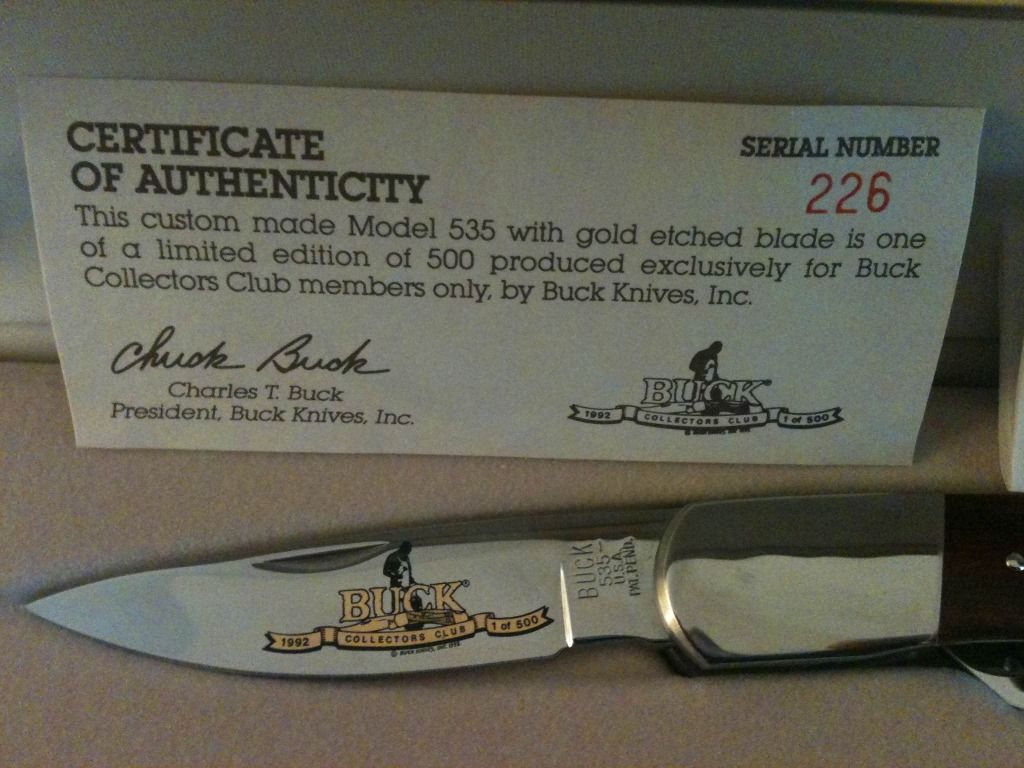 CERTIFICATE
OF AUTHENTICITY
SERIAL NUMBER
226
This custom made Model 535 with gold etched blade is one
of a limited edition of 500 produced exclusively for Buck
Collectors Club members only, by Buck Knives, Inc.
Chuck Buck
Charles T. Buck
President, Buck Knives, Inc.
BUCK®
1992 COLLECTORS CLUB 1 of 500
BUCK®
1992 COLLECTORS CLUB 1 of 500
BUCK
535-
U.S.A.
PAT. PEND.